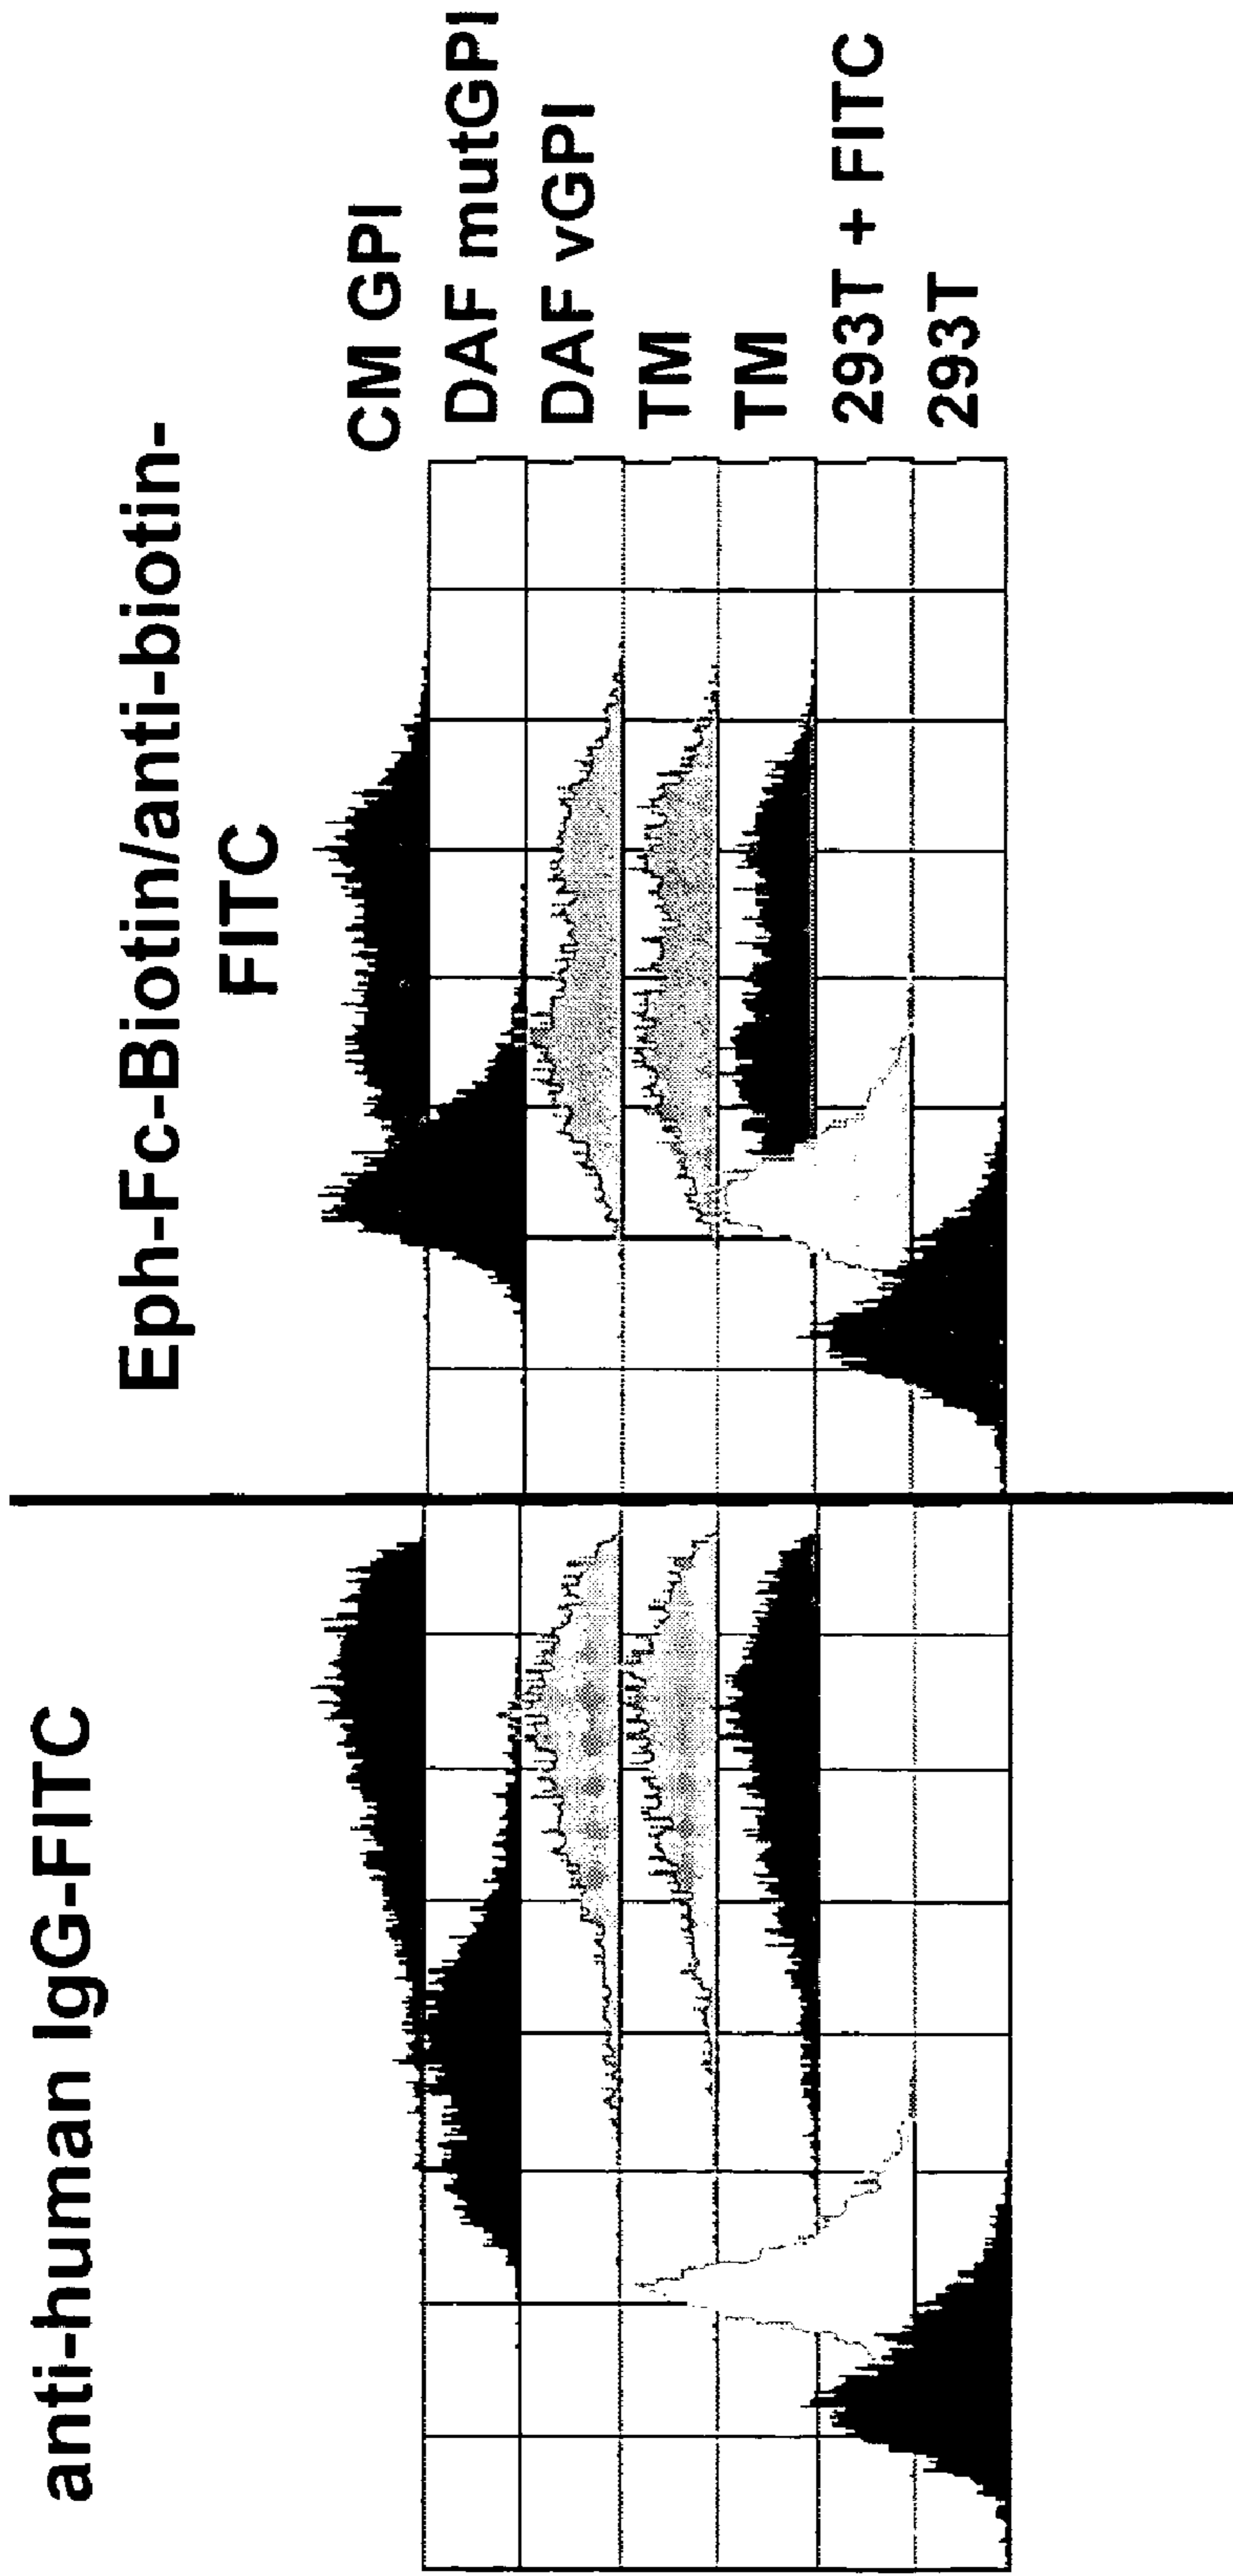 anti-human IgG-FITC
Eph-Fc-Biotin/anti-biotin-
FITC
CM GPI
DAF mutGPI
DAF vGPI
TM
TM
293T + FITC
293T